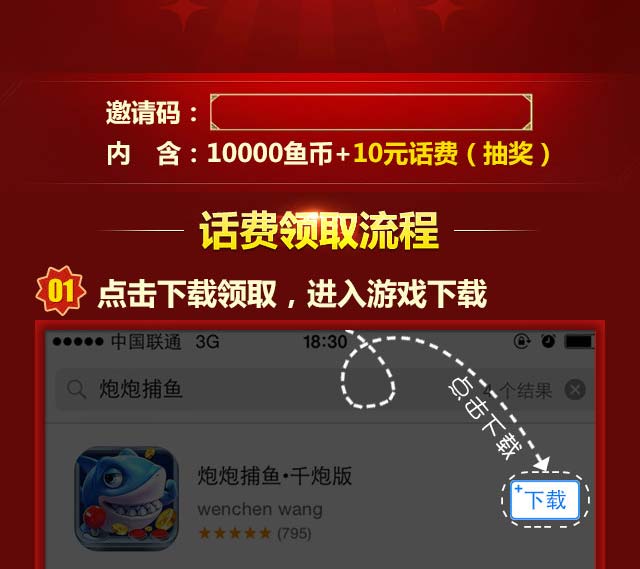 邀请码：
内　含：10000鱼币+10元话费（抽奖）
话费领取流程
01 点击下载领取，进入游戏下载
中国联通 3G 18:30
炮炮捕鱼 个结果
点击下载
炮炮捕鱼•千炮版
wenchen wang
(795)
+下载